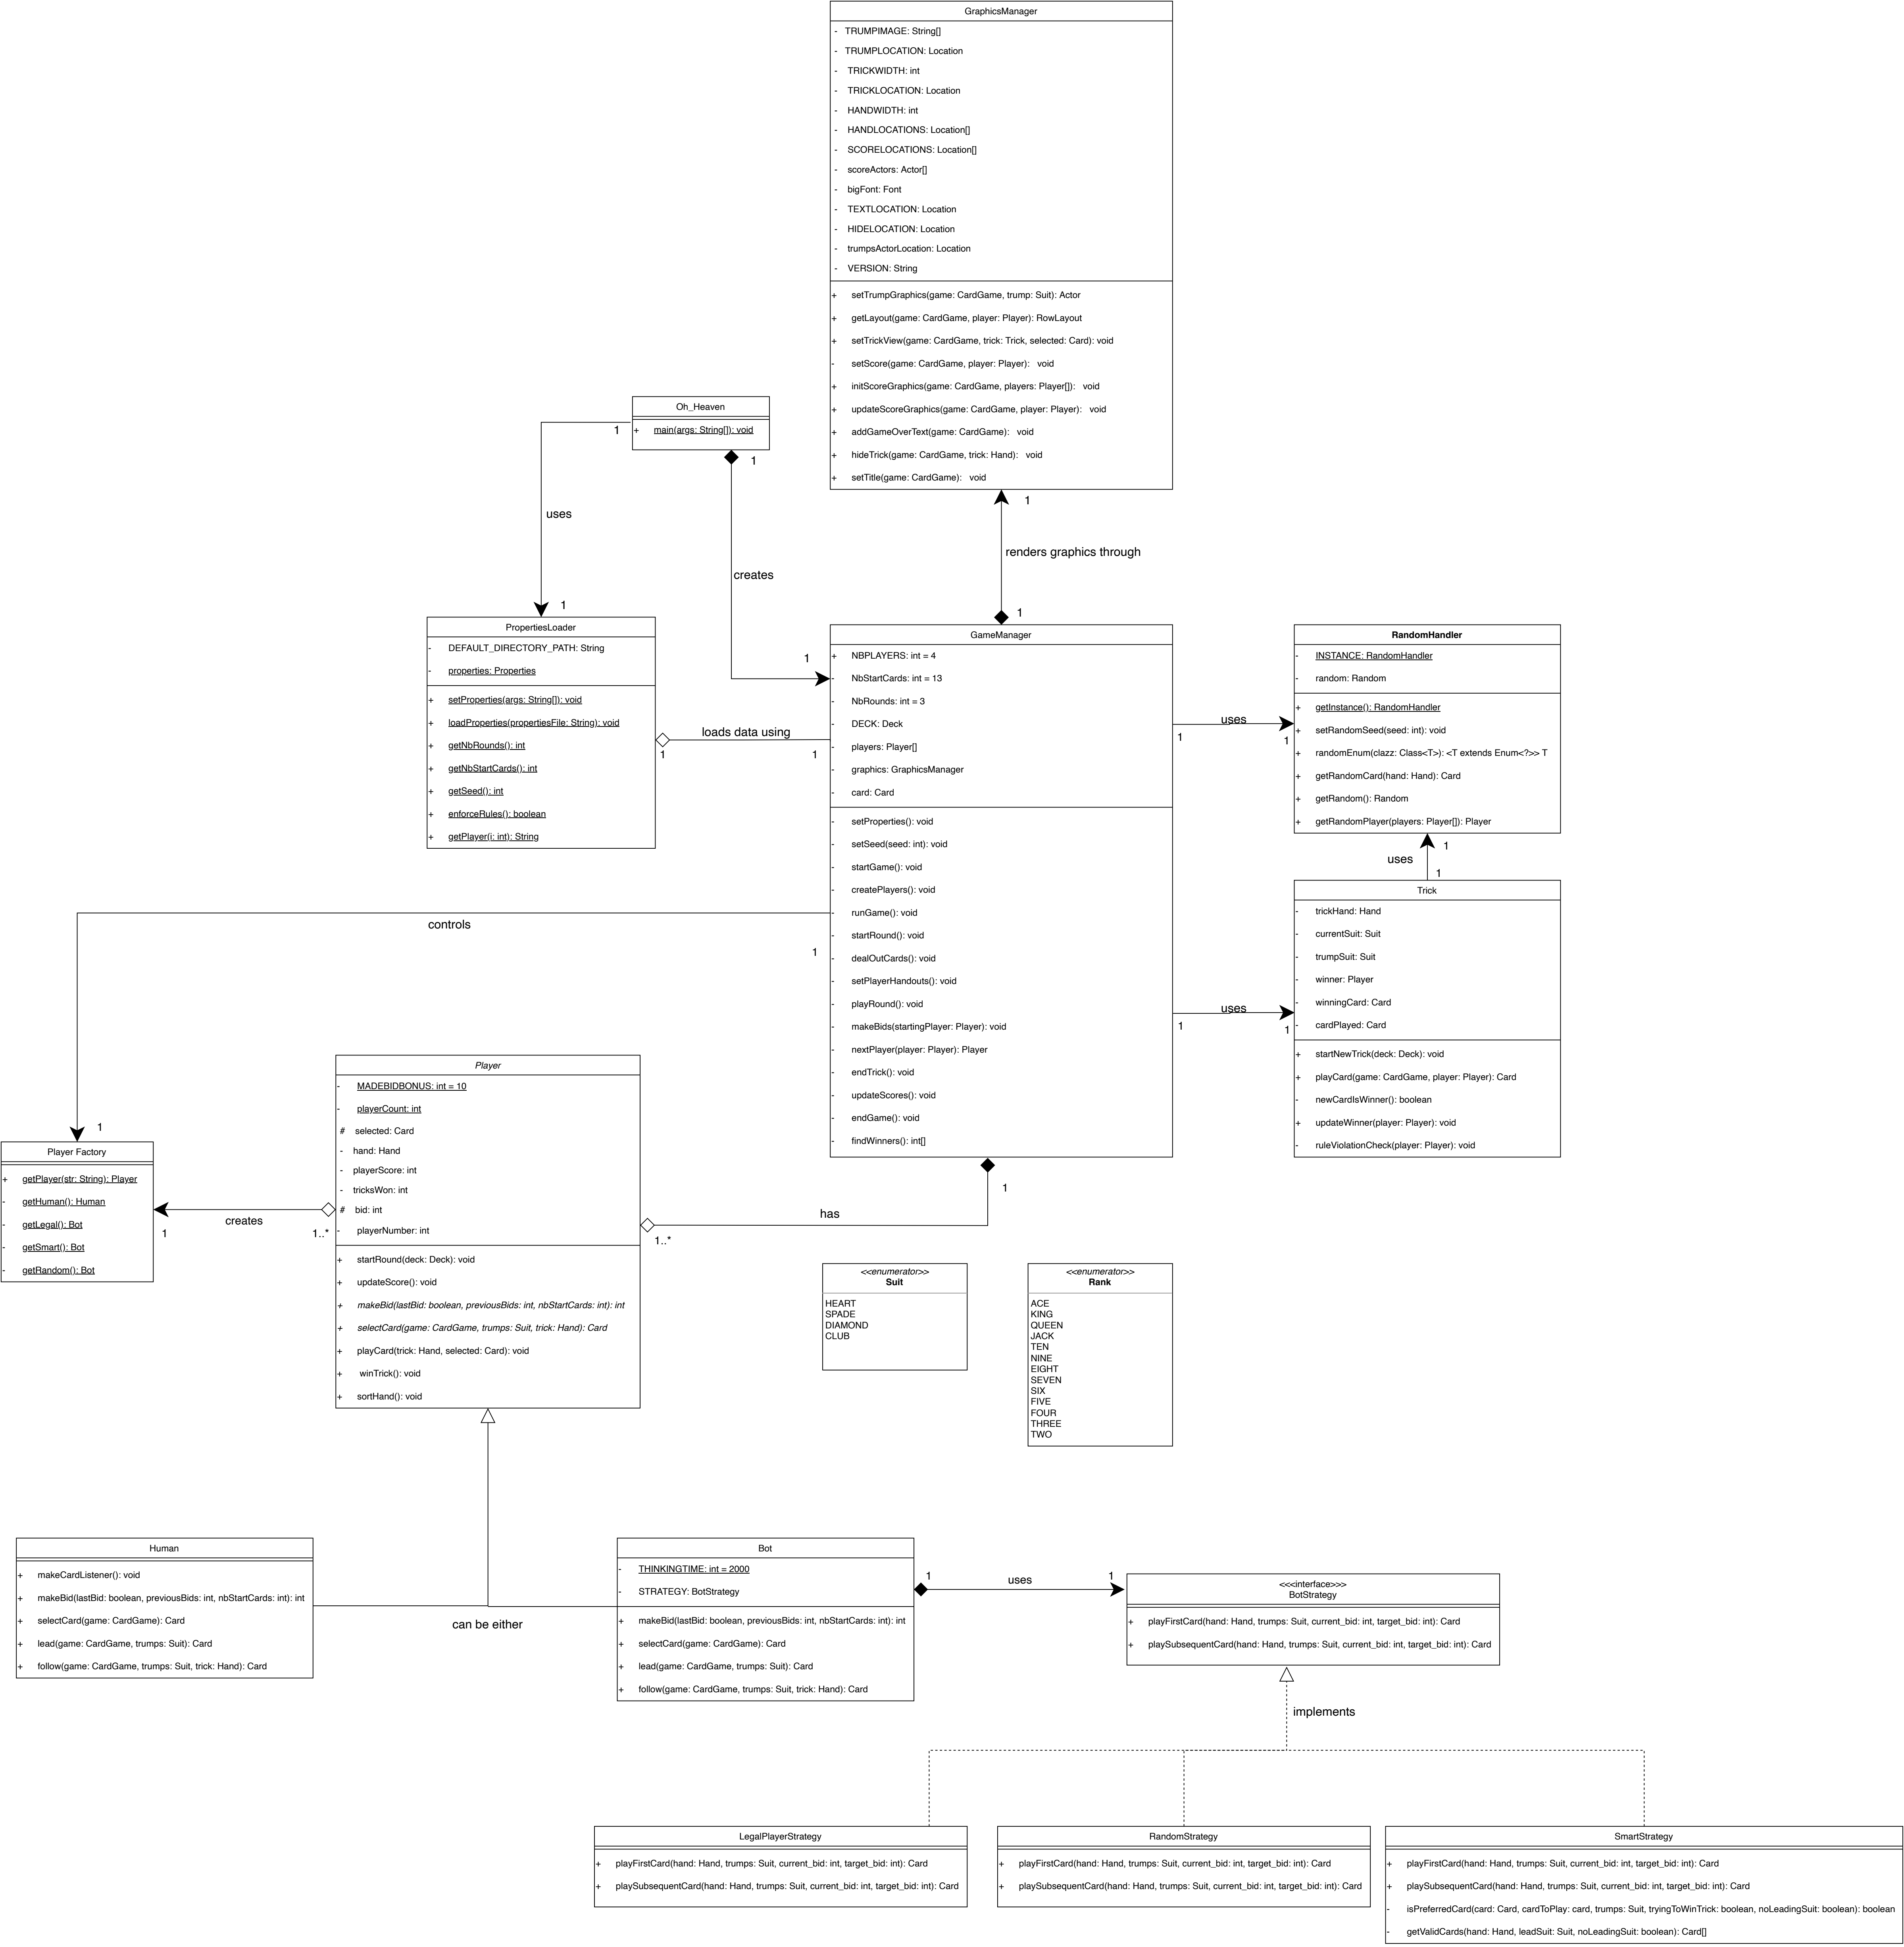 GraphicsManager
- TRUMPIMAGE: String[]
- TRUMPLOCATION: Location
- TRICKWIDTH: int
- TRICKLOCATION: Location
- HANDWIDTH: int
- HANDLOCATIONS: Location[]
- SCORELOCATIONS: Location[]
- scoreActors: Actor[]
- bigFont: Font
- TEXTLOCATION: Location
- HIDELOCATION: Location
- trumpsActorLocation: Location
- VERSION: String
+ setTrumpGraphics(game: CardGame, trump: Suit): Actor
+ getLayout(game: CardGame, player: Player): RowLayout
+ setTrickView(game: CardGame, trick: Trick, selected: Card): void
- setScore(game: CardGame, player: Player): void
+ initScoreGraphics(game: CardGame, players: Player[]): void
+ updateScoreGraphics(game: CardGame, player: Player): void
+ addGameOverText(game: CardGame): void
+ hideTrick(game: CardGame, trick: Hand): void
+ setTitle(game: CardGame): void
Oh_Heaven
+ main(args: String[]): void
1
1
uses
creates
1
1
1
renders graphics through
1
PropertiesLoader
- DEFAULT_DIRECTORY_PATH: String
- properties: Properties
+ setProperties(args: String[]): void
+ loadProperties(propertiesFile: String): void
+ getNbRounds(): int
+ getNbStartCards(): int
+ getSeed(): int
+ enforceRules(): boolean
+ getPlayer(i: int): String
loads data using
1
1
GameManager
+ NBPLAYERS: int = 4
- NbStartCards: int = 13
- NbRounds: int = 3
- DECK: Deck
- players: Player[]
- graphics: GraphicsManager
- card: Card
- setProperties(): void
- setSeed(seed: int): void
- startGame(): void
- createPlayers(): void
- runGame(): void
- startRound(): void
- dealOutCards(): void
- setPlayerHandouts(): void
- playRound(): void
- makeBids(startingPlayer: Player): void
- nextPlayer(player: Player): Player
- endTrick(): void
- updateScores(): void
- endGame(): void
- findWinners(): int[]
uses
1
1
RandomHandler
- INSTANCE: RandomHandler
- random: Random
+ getInstance(): RandomHandler
+ setRandomSeed(seed: int): void
+ randomEnum(clazz: Class<T>): <T extends Enum<?>> T
+ getRandomCard(hand: Hand): Card
+ getRandom(): Random
+ getRandomPlayer(players: Player[]): Player
1
uses
1
Trick
- trickHand: Hand
- currentSuit: Suit
- trumpSuit: Suit
- winner: Player
- winningCard: Card
- cardPlayed: Card
+ startNewTrick(deck: Deck): void
+ playCard(game: CardGame, player: Player): Card
- newCardIsWinner(): boolean
+ updateWinner(player: Player): void
- ruleViolationCheck(player: Player): void
uses
1
1
controls
1
1
Player Factory
+ getPlayer(str: String): Player
- getHuman(): Human
- getLegal(): Bot
- getSmart(): Bot
- getRandom(): Bot
creates
1
1..*
Player
- MADEBIDBONUS: int = 10
- playerCount: int
# selected: Card
- hand: Hand
- playerScore: int
- tricksWon: int
# bid: int
- playerNumber: int
+ startRound(deck: Deck): void
+ updateScore(): void
+ makeBid(lastBid: boolean, previousBids: int, nbStartCards: int): int
+ selectCard(game: CardGame, trumps: Suit, trick: Hand): Card
+ playCard(trick: Hand, selected: Card): void
+ winTrick(): void
+ sortHand(): void
has
1
1..*
<<enumerator>>
Suit
HEART
SPADE
DIAMOND
CLUB
<<enumerator>>
Rank
ACE
KING
QUEEN
JACK
TEN
NINE
EIGHT
SEVEN
SIX
FIVE
FOUR
THREE
TWO
Human
+ makeCardListener(): void
+ makeBid(lastBid: boolean, previousBids: int, nbStartCards: int): int
+ selectCard(game: CardGame): Card
+ lead(game: CardGame, trumps: Suit): Card
+ follow(game: CardGame, trumps: Suit, trick: Hand): Card
can be either
Bot
- THINKINGTIME: int = 2000
- STRATEGY: BotStrategy
+ makeBid(lastBid: boolean, previousBids: int, nbStartCards: int): int
+ selectCard(game: CardGame): Card
+ lead(game: CardGame, trumps: Suit): Card
+ follow(game: CardGame, trumps: Suit, trick: Hand): Card
1
uses
1
<<<interface>>>
BotStrategy
+ playFirstCard(hand: Hand, trumps: Suit, current_bid: int, target_bid: int): Card
+ playSubsequentCard(hand: Hand, trumps: Suit, current_bid: int, target_bid: int): Card
implements
LegalPlayerStrategy
+ playFirstCard(hand: Hand, trumps: Suit, current_bid: int, target_bid: int): Card
+ playSubsequentCard(hand: Hand, trumps: Suit, current_bid: int, target_bid: int): Card
RandomStrategy
+ playFirstCard(hand: Hand, trumps: Suit, current_bid: int, target_bid: int): Card
+ playSubsequentCard(hand: Hand, trumps: Suit, current_bid: int, target_bid: int): Card
SmartStrategy
+ playFirstCard(hand: Hand, trumps: Suit, current_bid: int, target_bid: int): Card
+ playSubsequentCard(hand: Hand, trumps: Suit, current_bid: int, target_bid: int): Card
- isPreferredCard(card: Card, cardToPlay: card, trumps: Suit, tryingToWinTrick: boolean, noLeadingSuit: boolean): boolean
- getValidCards(hand: Hand, leadSuit: Suit, noLeadingSuit: boolean): Card[]